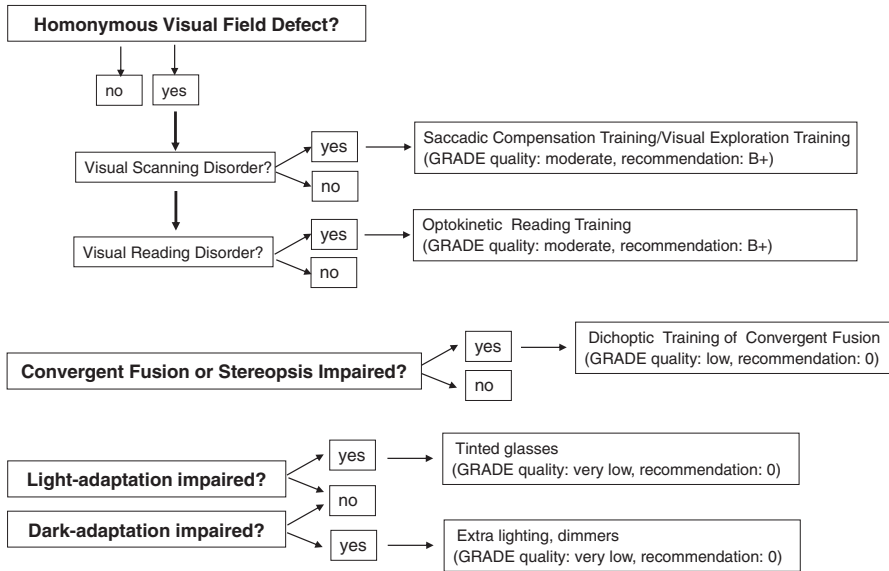 Homonymous Visual Field Defect?
no
yes
Visual Scanning Disorder?
yes
no
Saccadic Compensation Training/Visual Exploration Training
(GRADE quality: moderate, recommendation: B+)
Visual Reading Disorder?
yes
no
Optokinetic Reading Training
(GRADE quality: moderate, recommendation: B+)
Convergent Fusion or Stereopsis Impaired?
yes
no
Dichoptic Training of Convergent Fusion
(GRADE quality: low, recommendation: 0)
Light-adaptation impaired?
yes
no
Tinted glasses
(GRADE quality: very low, recommendation: 0)
Dark-adaptation impaired?
yes
Extra lighting, dimmers
(GRADE quality: very low, recommendation: 0)